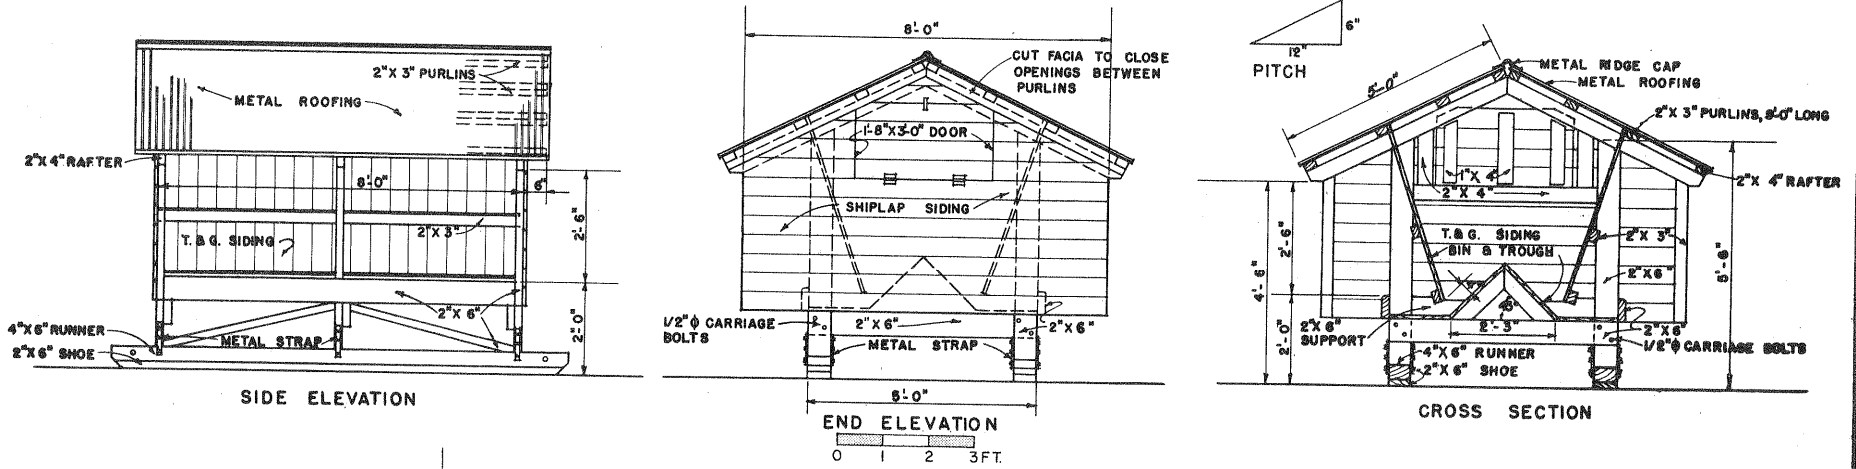 2"X 3" PURLINS
METAL ROOFING
2"X 4" RAFTER
8'-0"
6"
2'-6"
2"X 3"
T. & G. SIDING
2"X 6"
2'-0"
4"X6" RUNNER
METAL STRAP
2"X 6" SHOE
SIDE ELEVATION
8'-0"
CUT FACIA TO CLOSE
OPENINGS BETWEEN
PURLINS
1'-8"X3'-0" DOOR
SHIPLAP SIDING
1/2" ϕ CARRIAGE
BOLTS
2"X 6"
2"X 6"
METAL STRAP
5'-0"
END ELEVATION
0 1 2 3 FT.
6"
12"
PITCH
5'-0"
METAL RIDGE CAP
METAL ROOFING
2"X 3" PURLINS, 9'-0" LONG
1"X 4"
2"X 4"
2"X 4" RAFTER
T. & G. SIDING
BIN & TROUGH
2"X 3"
2"X 6"
4'-6"
2'-6"
5'-6"
45°
2'-3"
2'-0"
2"X 6"
SUPPORT
2"X 6"
1/2" ϕ CARRIAGE BOLTS
4"X6" RUNNER
2"X 6" SHOE
CROSS SECTION